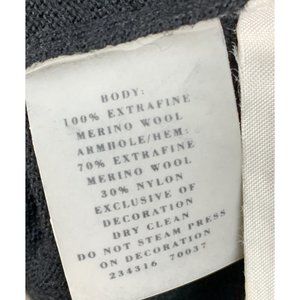 BODY:
100% EXTRAFINE
MERINO WOOL
ARMHOLE/HEM:
70% EXTRAFINE
MERINO WOOL
30% NYLON
EXCLUSIVE OF
DECORATION
DRY CLEAN
DO NOT STEAM PRESS
ON DECORATION
234316 70037